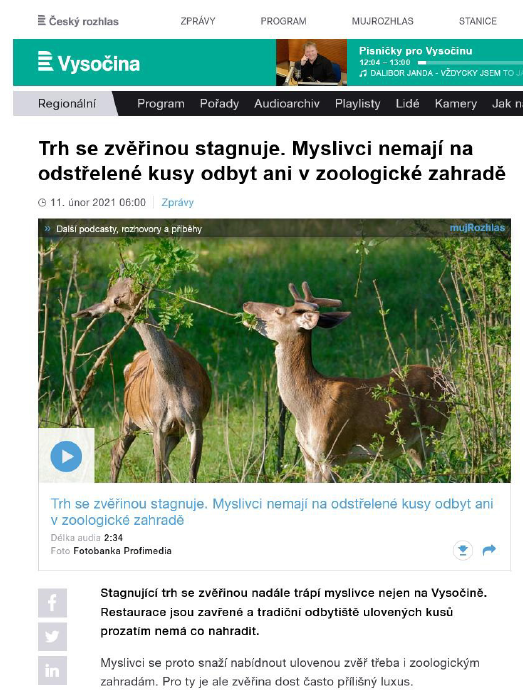 Český rozhlas
ZPRÁVY
PROGRAM
MUJROZHLAS
STANICE
Vysočina
Písničky pro Vysočinu
12:04 – 13:00
DALIBOR JANDA - VŽDYCKY JSEM TO JÁ
Regionální
Program
Pořady
Audioarchiv
Playlisty
Lidé
Kamery
Jak n
Trh se zvěřinou stagnuje. Myslivci nemají na
odstřelené kusy odbyt ani v zoologické zahradě
11. únor 2021 06:00
Zprávy
» Další podcasty, rozhovory a příběhy
mujRozhlas
Trh se zvěřinou stagnuje. Myslivci nemají na odstřelené kusy odbyt ani
v zoologické zahradě
Délka audia 2:34
Foto Fotobanka Profimedia
Stagnující trh se zvěřinou nadále trápí myslivce nejen na Vysočině.
Restaurace jsou zavřené a tradiční odbytiště ulovených kusů
prozatím nemá co nahradit.
Myslivci se proto snaží nabídnout ulovenou zvěř třeba i zoologickým
zahradám. Pro ty je ale zvěřina dost často přílišný luxus.